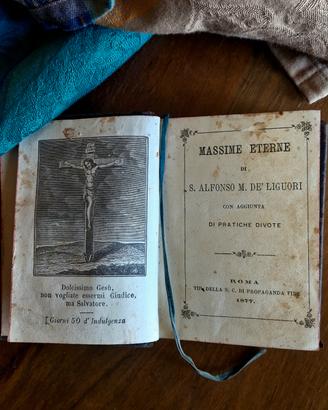 Dolcissimo Gesù,
non vogliate essermi Giudice,
ma Salvatore.
[Giorni 50 d'Indulgenza
MASSIME ETERNE
DI
S. ALFONSO M. DE' LIGUORI
CON AGGIUNTA
DI PRATICHE DIVOTE
ROMA
TIP. DELLA S. C. DI PROPAGANDA FIDE
1877.